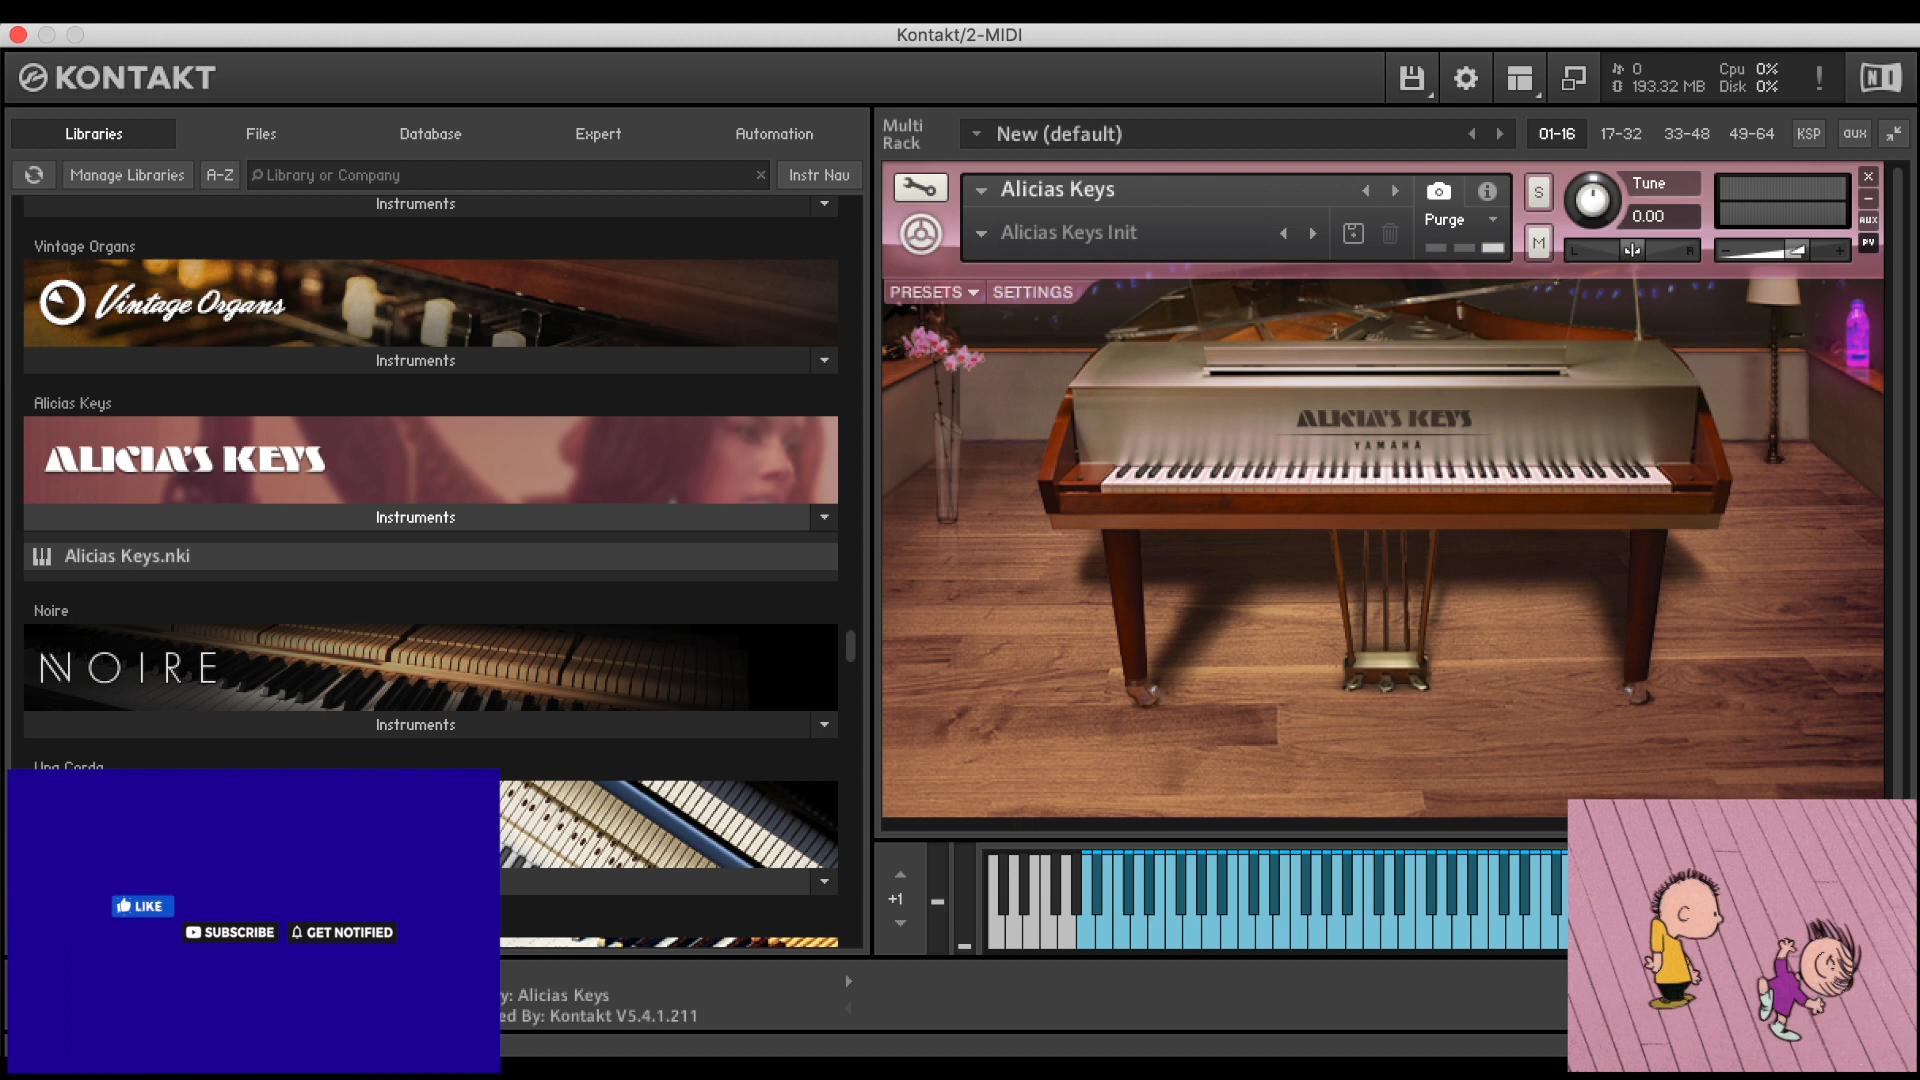 Kontakt/2-MIDI
KONTAKT
0
193.32 MB
Cpu 0%
Disk 0%
!
NI
Libraries
Files
Database
Expert
Automation
Manage Libraries
A-Z
Library or Company
×
Instr Nav
Instruments
Vintage Organs
Vintage Organs
Instruments
Alicias Keys
ALICIA'S KEYS
Instruments
Alicias Keys.nki
Noire
NOIRE
Instruments
Una Corda
LIKE
SUBSCRIBE
GET NOTIFIED
y: Alicias Keys
ed By: Kontakt V5.4.1.211
Multi
Rack
New (default)
01-16
17-32
33-48
49-64
KSP
aux
Alicias Keys
Alicias Keys Init
Purge
S
M
Tune
0.00
L
R
-
+
×
-
AUX
PV
PRESETS
SETTINGS
ALICIA'S KEYS
YAMAHA
+1